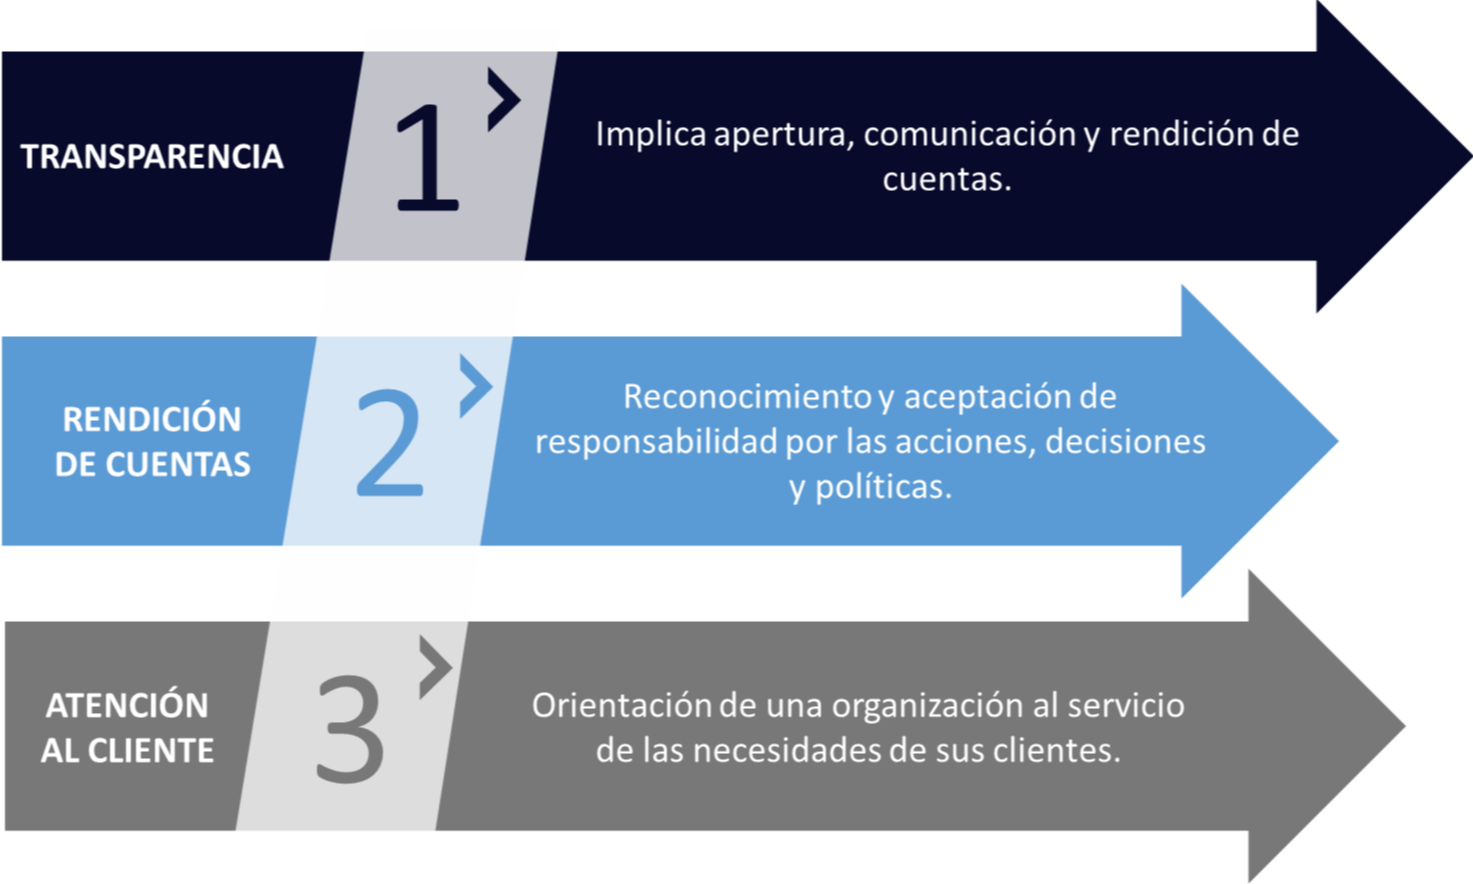 TRANSPARENCIA
1
Implica apertura, comunicación y rendición de
cuentas.
RENDICIÓN
DE CUENTAS
2
Reconocimiento y aceptación de
responsabilidad por las acciones, decisiones
y políticas.
ATENCIÓN
AL CLIENTE
3
Orientación de una organización al servicio
de las necesidades de sus clientes.